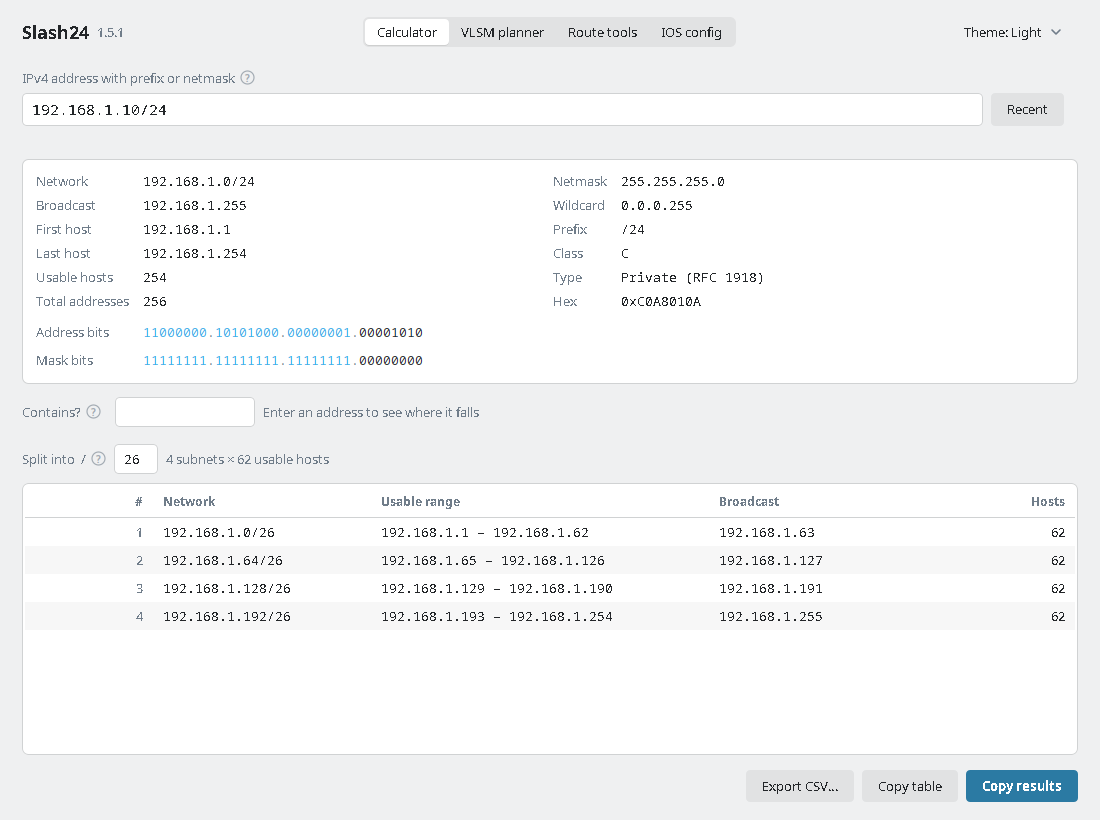 Slash24 1.5.1 Calculator VLSM planner Route tools IOS config Theme: Light
IPv4 address with prefix or netmask ?
192.168.1.10/24 Recent
Network 192.168.1.0/24 Netmask 255.255.255.0
Broadcast 192.168.1.255 Wildcard 0.0.0.255
First host 192.168.1.1 Prefix /24
Last host 192.168.1.254 Class C
Usable hosts 254 Type Private (RFC 1918)
Total addresses 256 Hex 0xC0A8010A
Address bits 11000000.10101000.00000001.00001010
Mask bits 11111111.11111111.11111111.00000000
Contains? ? Enter an address to see where it falls
Split into / ? 26 4 subnets × 62 usable hosts
# Network Usable range Broadcast Hosts
1 192.168.1.0/26 192.168.1.1 – 192.168.1.62 192.168.1.63 62
2 192.168.1.64/26 192.168.1.65 – 192.168.1.126 192.168.1.127 62
3 192.168.1.128/26 192.168.1.129 – 192.168.1.190 192.168.1.191 62
4 192.168.1.192/26 192.168.1.193 – 192.168.1.254 192.168.1.255 62
Export CSV... Copy table Copy results